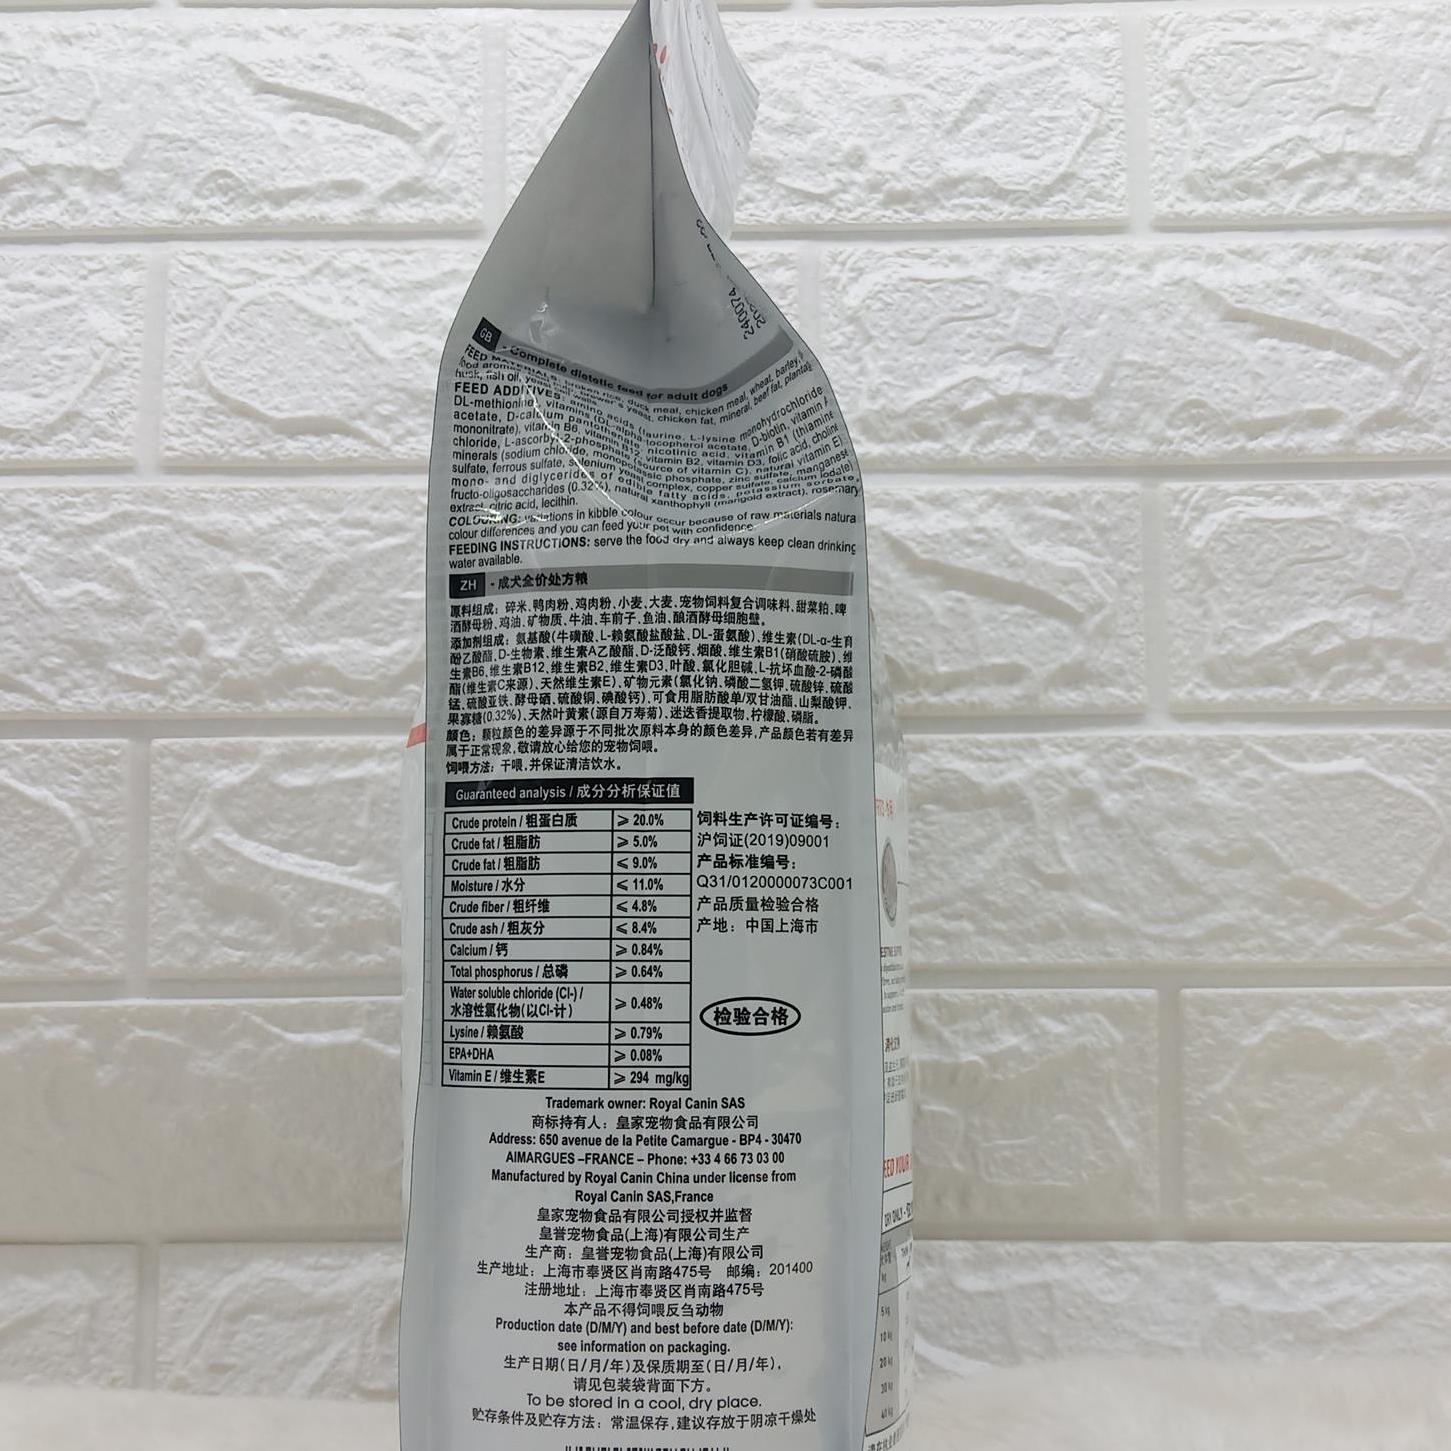 240074
GB - Complete dietetic feed for adult dogs
FEED MATERIALS: broken rice, duck meal, chicken meal, wheat, barley,
husk, fish oil, yeast brewer's yeast, chicken fat, mineral, beef fat,
FEED ADDITIVES: amino acids (taurine, L-lysine monohydrochloride
DL-methionine), vitamins (DL-alpha tocopherol acetate, D-biotin, vitamin
acetate, D-calcium pantothenate, nicotinic acid, vitamin B1 (thiamine
mononitrate), vitamin B6, vitamin B12, vitamin B2, vitamin D3, folic acid, choline
chloride, L-ascorbyl-2-phosphate (source of vitamin C), natural vitamin E),
minerals (sodium chloride, monopotassic phosphate, zinc sulfate, manganese
sulfate, ferrous sulfate, selenium yeast complex, copper sulfate, calcium iodate)
mono- and diglycerides of edible fatty acids, potassium sorbate,
fructo-oligosaccharides (0.32%), natural xanthophyll (marigold extract), rosemary
extract, citric acid, lecithin.
COLOURING: variations in kibble colour occur because of raw materials natura
colour differences and you can feed your pet with confidence.
FEEDING INSTRUCTIONS: serve the food dry and always keep clean drinking
water available.
ZH - 成犬全价处方粮
原料组成：碎米、鸭肉粉、鸡肉粉、小麦、大麦、宠物饲料复合调味料、甜菜粕、啤
酒酵母粉、鸡油、矿物质、牛油、车前子、鱼油、酿酒酵母细胞壁。
添加剂组成：氨基酸(牛磺酸、L-赖氨酸盐酸盐、DL-蛋氨酸)、维生素(DL-α-生育
酚乙酸酯、D-生物素、维生素A乙酸酯、D-泛酸钙、烟酸、维生素B1(硝酸硫胺)、维
生素B6、维生素B12、维生素B2、维生素D3、叶酸、氯化胆碱、L-抗坏血酸-2-磷酸
酯(维生素C来源)、天然维生素E)、矿物元素(氯化钠、磷酸二氢钾、硫酸锌、硫酸
锰、硫酸亚铁、酵母硒、硫酸铜、碘酸钙)、可食用脂肪酸单/双甘油酯、山梨酸钾、
果寡糖(0.32%)、天然叶黄素(源自万寿菊)、迷迭香提取物、柠檬酸、磷脂。
颜色：颗粒颜色的差异源于不同批次原料本身的颜色差异，产品颜色若有差异
属于正常现象，敬请放心给您的宠物饲喂。
饲喂方法：干喂，并保证清洁饮水。
Guaranteed analysis / 成分分析保证值
Crude protein / 粗蛋白质 ⩾ 20.0%
Crude fat / 粗脂肪 ⩾ 5.0%
Crude fat / 粗脂肪 ⩽ 9.0%
Moisture / 水分 ⩽ 11.0%
Crude fiber / 粗纤维 ⩽ 4.8%
Crude ash / 粗灰分 ⩽ 8.4%
Calcium / 钙 ⩾ 0.84%
Total phosphorus / 总磷 ⩾ 0.64%
Water soluble chloride (Cl-) /
水溶性氯化物(以Cl-计) ⩾ 0.48%
Lysine / 赖氨酸 ⩾ 0.79%
EPA+DHA ⩾ 0.08%
Vitamin E / 维生素E ⩾ 294 mg/kg
饲料生产许可证编号：
沪饲证(2019)09001
产品标准编号：
Q31/0120000073C001
产品质量检验合格
产地：中国上海市
检验合格
Trademark owner: Royal Canin SAS
商标持有人：皇家宠物食品有限公司
Address: 650 avenue de la Petite Camargue - BP4 - 30470
AIMARGUES –FRANCE – Phone: +33 4 66 73 03 00
Manufactured by Royal Canin China under license from
Royal Canin SAS,France
皇家宠物食品有限公司授权并监督
皇誉宠物食品(上海)有限公司生产
生产商：皇誉宠物食品(上海)有限公司
生产地址：上海市奉贤区肖南路475号 邮编：201400
注册地址：上海市奉贤区肖南路475号
本产品不得饲喂反刍动物
Production date (D/M/Y) and best before date (D/M/Y):
see information on packaging.
生产日期(日/月/年)及保质期至(日/月/年)，
请见包装袋背面下方。
To be stored in a cool, dry place.
贮存条件及贮存方法：常温保存，建议存放于阴凉干燥处
EED YOUR
DRY ONLY
5 kg
10 kg
20 kg
30 kg
40 kg